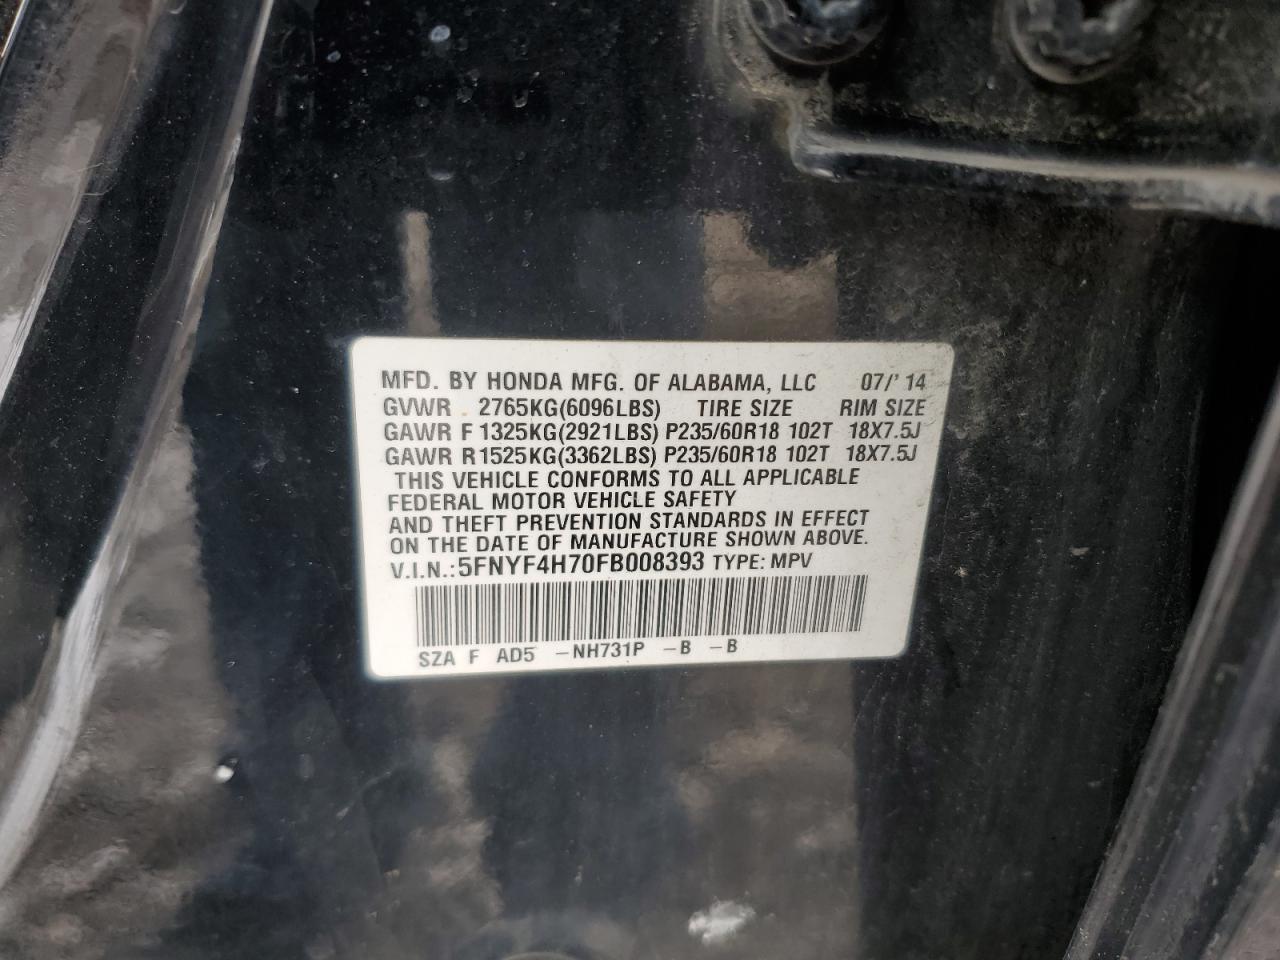 MFD. BY HONDA MFG. OF ALABAMA, LLC 07/' 14
GVWR 2765KG(6096LBS) TIRE SIZE RIM SIZE
GAWR F 1325KG(2921LBS) P235/60R18 102T 18X7.5J
GAWR R 1525KG(3362LBS) P235/60R18 102T 18X7.5J
THIS VEHICLE CONFORMS TO ALL APPLICABLE
FEDERAL MOTOR VEHICLE SAFETY
AND THEFT PREVENTION STANDARDS IN EFFECT
ON THE DATE OF MANUFACTURE SHOWN ABOVE.
V.I.N.:5FNYF4H70FB008393 TYPE: MPV
SZA F AD5 -NH731P -B -B